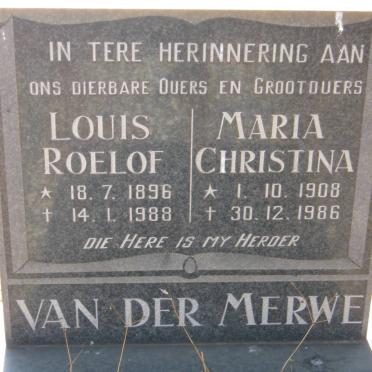 IN TERE HERINNERING AAN
ONS DIERBARE OUERS EN GROOTOUERS
LOUIS ROELOF
* 18. 7. 1896
† 14. 1. 1988
MARIA CHRISTINA
* 1. 10. 1908
† 30. 12. 1986
DIE HERE IS MY HERDER
VAN DER MERWE